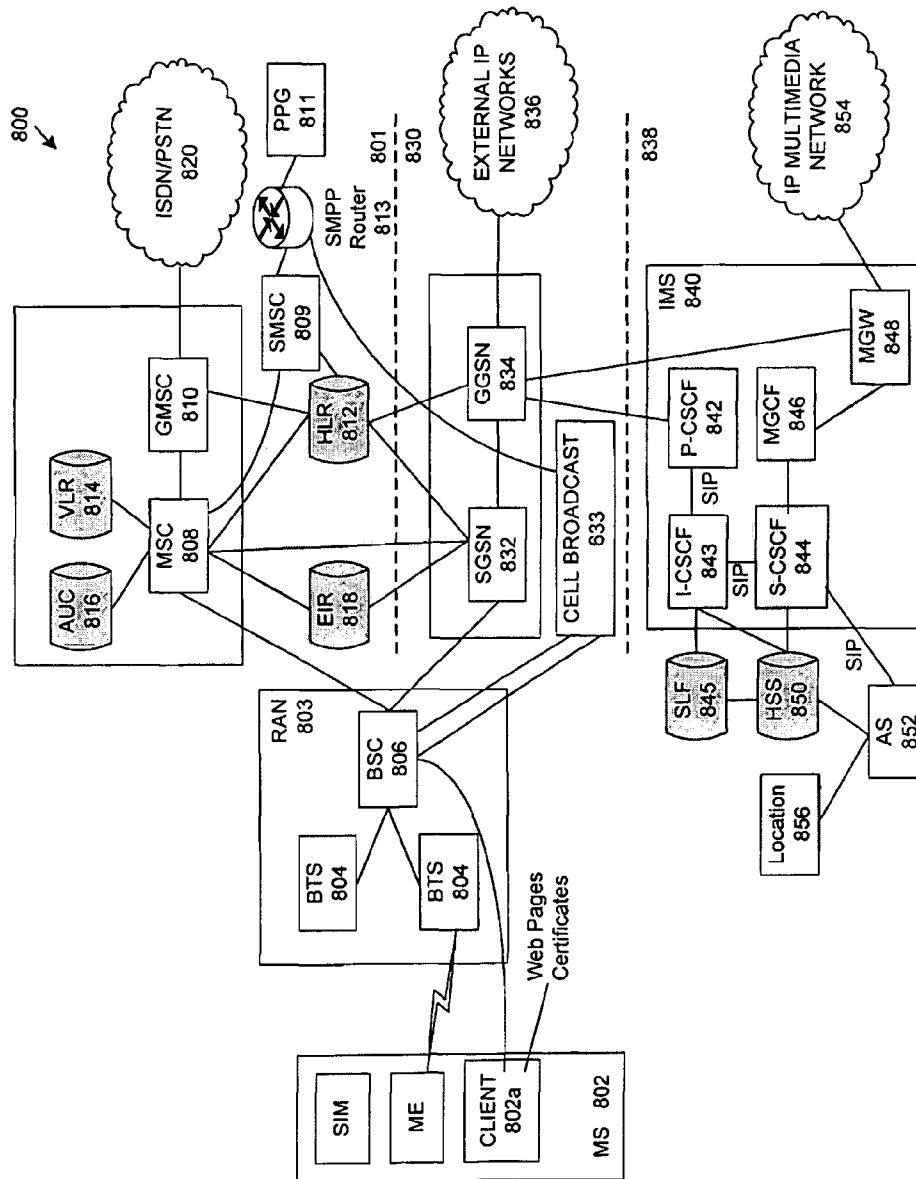 800
ISDN/PSTN
820
PPG
811
SMPP
Router
813
801
830
EXTERNAL IP
NETWORKS
836
838
IP MULTIMEDIA
NETWORK
854
VLR
814
AUC
816
MSC
808
GMSC
810
SMSC
809
HLR
812
EIR
818
GGSN
834
SGSN
832
CELL BROADCAST
633
IMS
840
P-CSCF
842
MGCF
846
MGW
848
SIP
I-CSCF
843
SIP
S-CSCF
844
SLF
845
HSS
850
SIP
AS
852
Location
856
RAN
803
BSC
806
BTS
804
BTS
804
Web Pages
Certificates
SIM
ME
CLIENT
802a
MS 802